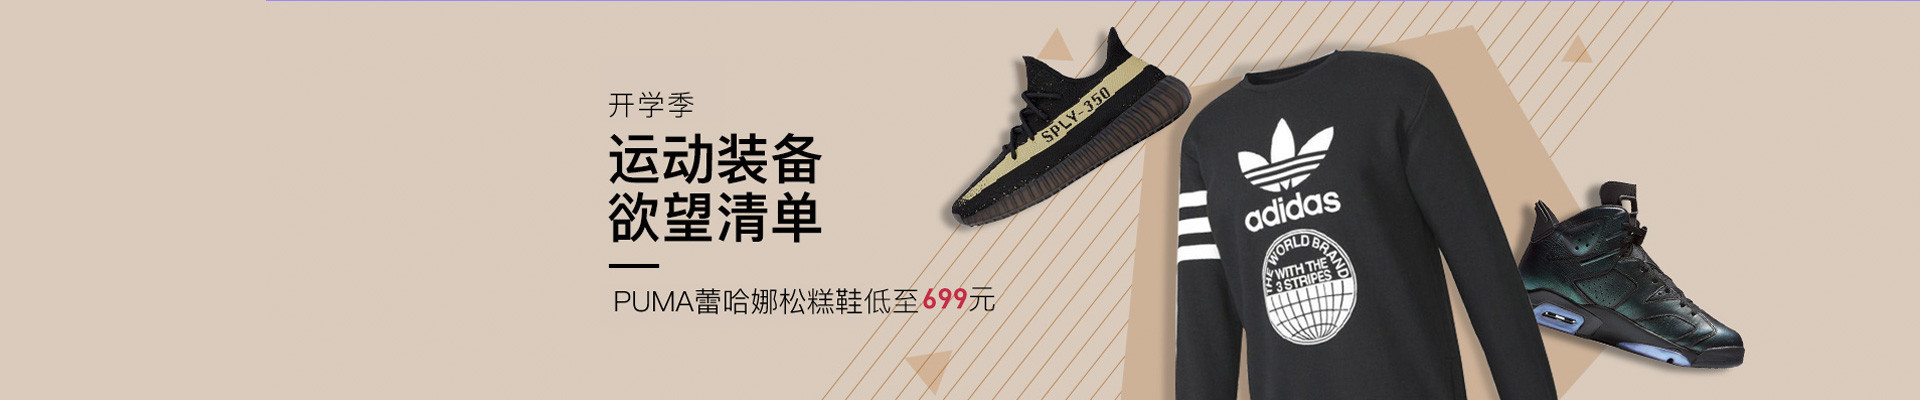 开学季
运动装备
欲望清单
PUMA蕾哈娜松糕鞋低至699元
SPLY-350
adidas
THE WORLD BRAND
WITH THE
3 STRIPES